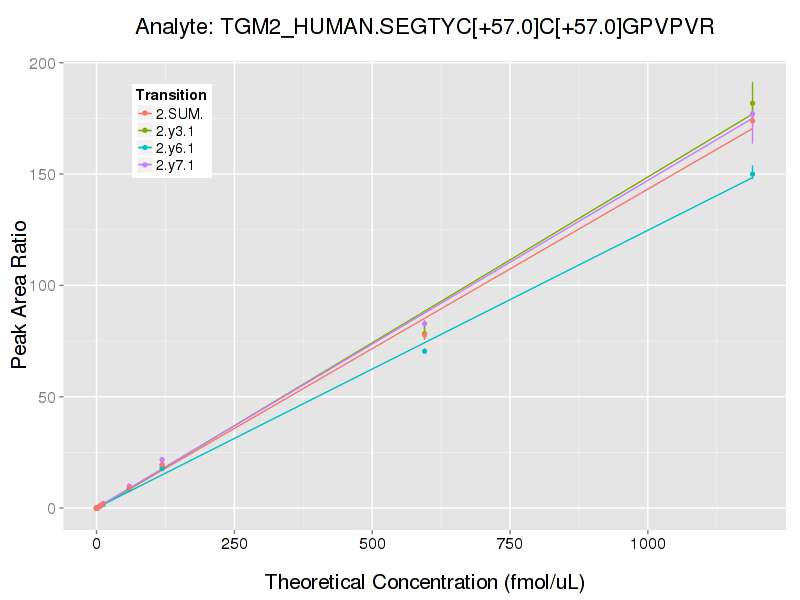 Analyte: TGM2_HUMAN.SEGTYC[+57.0]C[+57.0]GPVPVR
Peak Area Ratio
200
150
100
50
0
Transition
2.SUM.
2.y3.1
2.y6.1
2.y7.1
0 250 500 750 1000
Theoretical Concentration (fmol/uL)